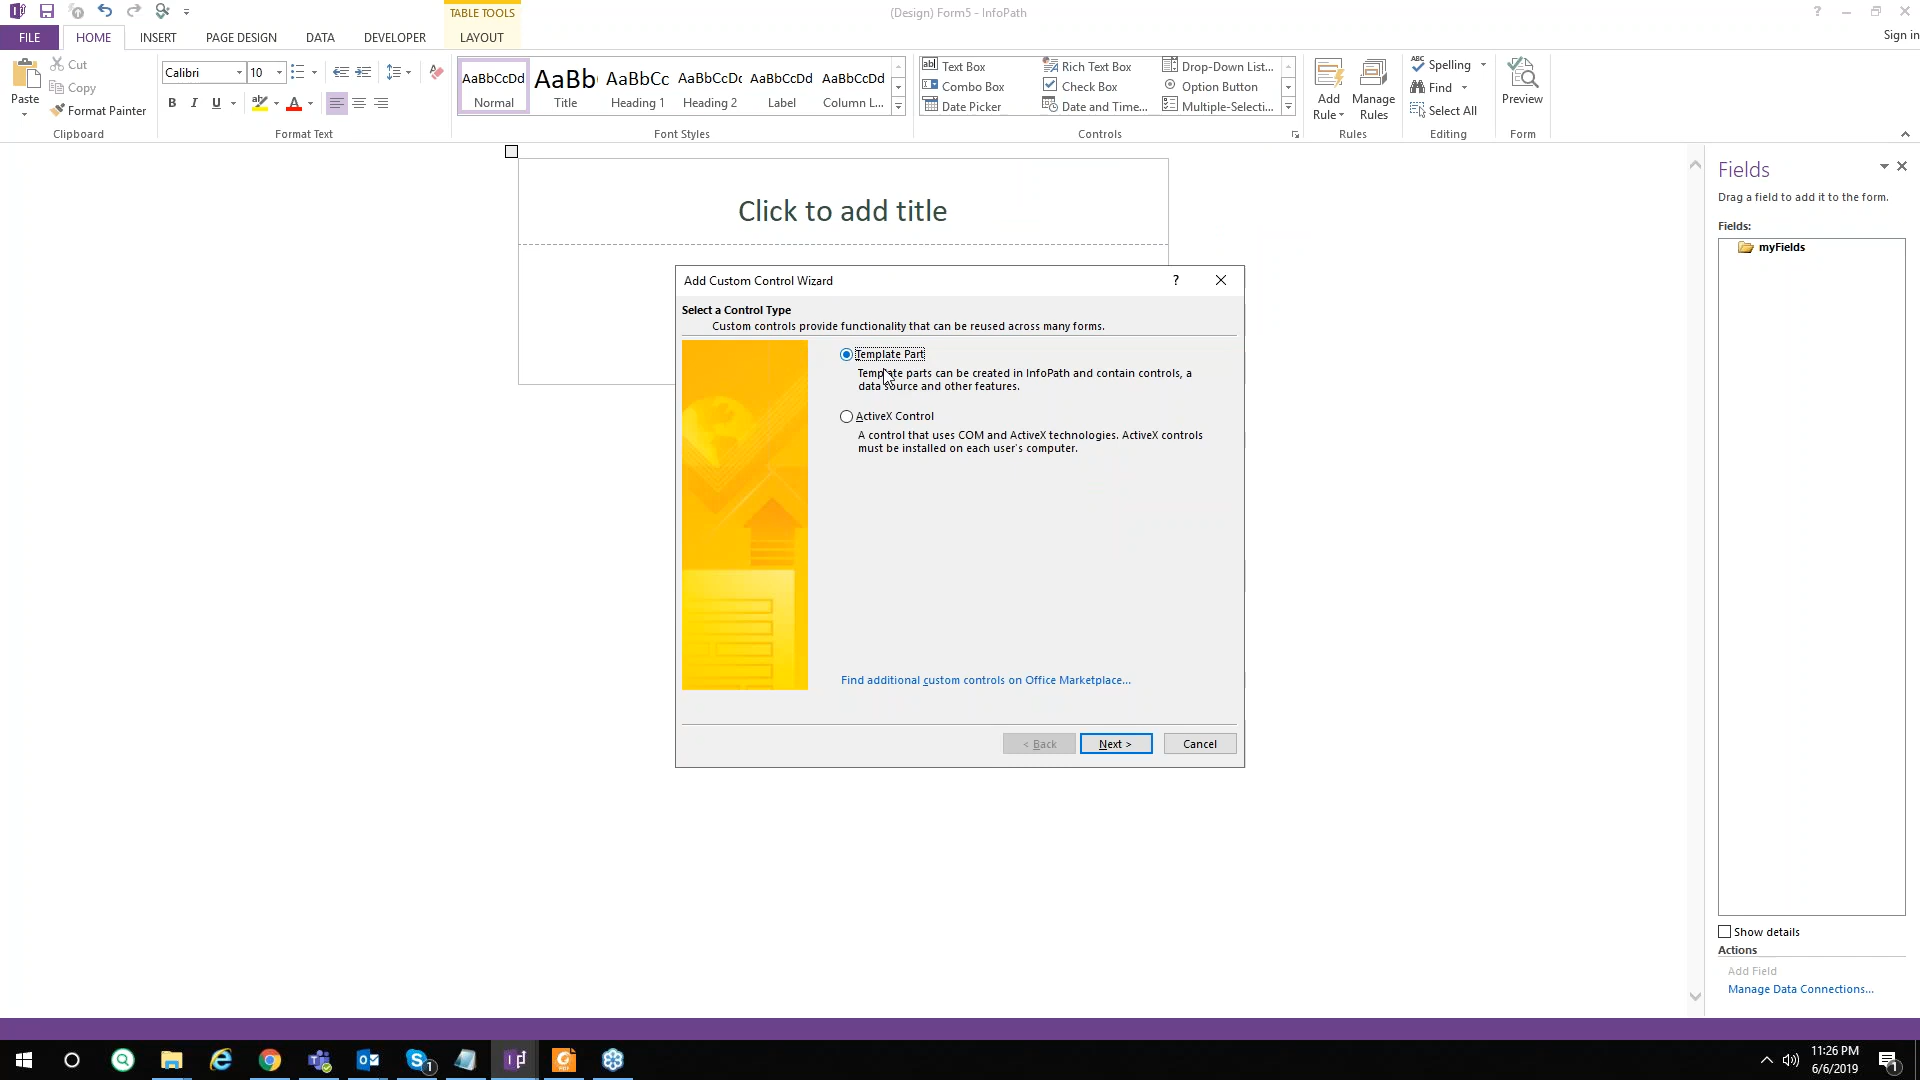 TABLE TOOLS
(Design) Form5 - InfoPath
?
FILE HOME INSERT PAGE DESIGN DATA DEVELOPER LAYOUT
Sign in
Paste
Cut
Copy
Format Painter
Clipboard
Calibri 10
B I U A
Format Text
AaBbCcDd
Normal
AaBb
Title
AaBbCc
Heading 1
AaBbCcDc
Heading 2
AaBbCcDd
Label
AaBbCcDd
Column L...
Font Styles
Text Box Rich Text Box Drop-Down List...
Combo Box Check Box Option Button
Date Picker Date and Time... Multiple-Selecti...
Controls
Add
Rule
Manage
Rules
Rules
Spelling
Find
Select All
Editing
Preview
Form
Click to add title
Add Custom Control Wizard
?
Select a Control Type
Custom controls provide functionality that can be reused across many forms.
Template Part
Template parts can be created in InfoPath and contain controls, a
data source and other features.
ActiveX Control
A control that uses COM and ActiveX technologies. ActiveX controls
must be installed on each user's computer.
Find additional custom controls on Office Marketplace...
< Back Next > Cancel
Fields
Drag a field to add it to the form.
Fields:
myFields
Show details
Actions
Add Field
Manage Data Connections...
11:26 PM
6/6/2019
1
1